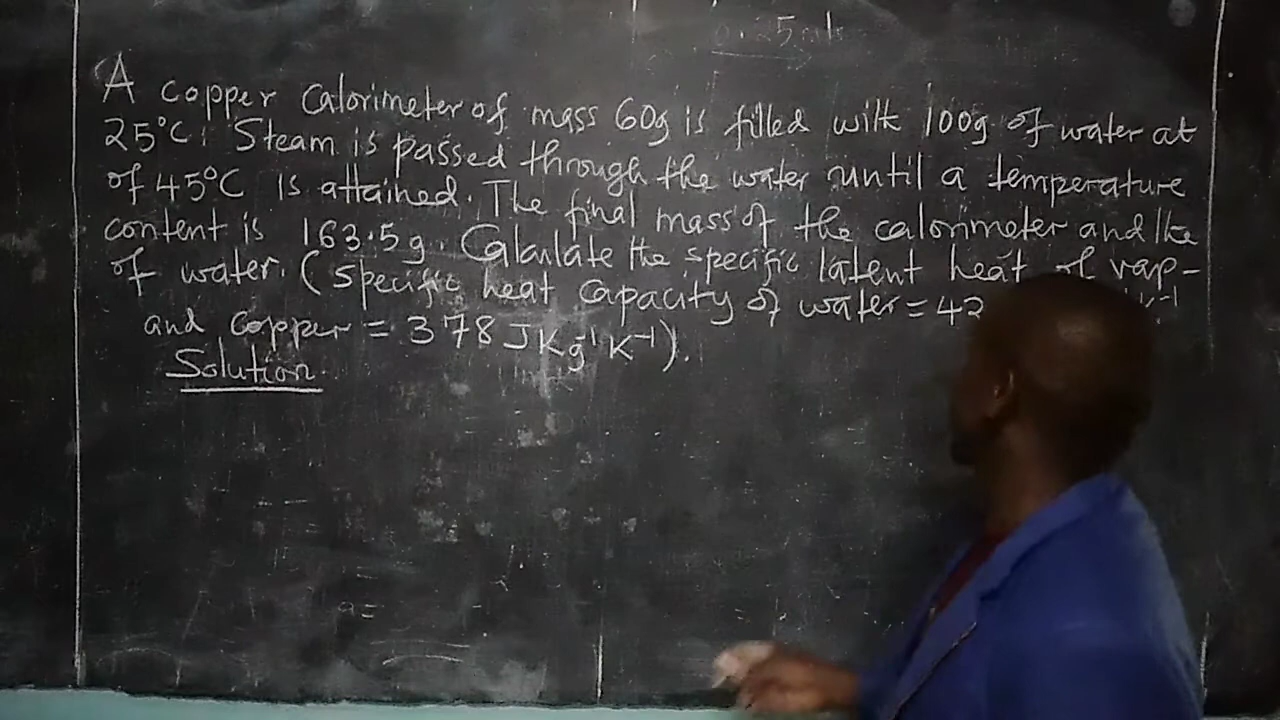 0.25mls
A copper Calorimeter of mass 60g is filled with 100g of water at
25°C. Steam is passed through the water until a temperature
of 45°C is attained. The final mass of the calorimeter and the
content is 163.5g. Calculate the specific latent heat of vap-
of water. (Specific heat capacity of water = 42 K⁻¹
and copper = 378 JKg⁻¹K⁻¹).
Solution.